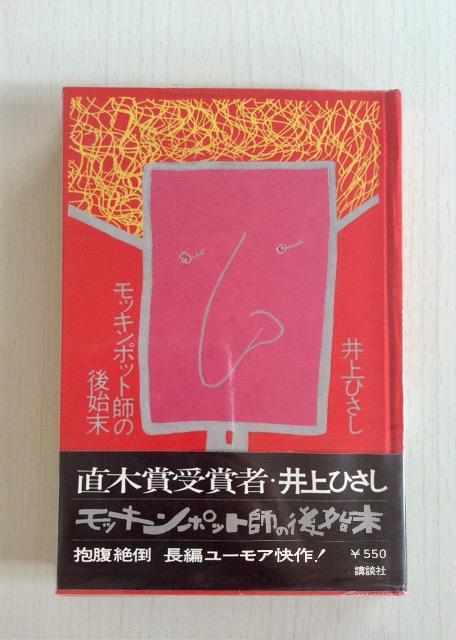 モッキンポット師の
後始末
井上ひさし
直木賞受賞者・井上ひさし
モッキンポット師の後始末
抱腹絶倒 長編ユーモア快作! ¥550
講談社